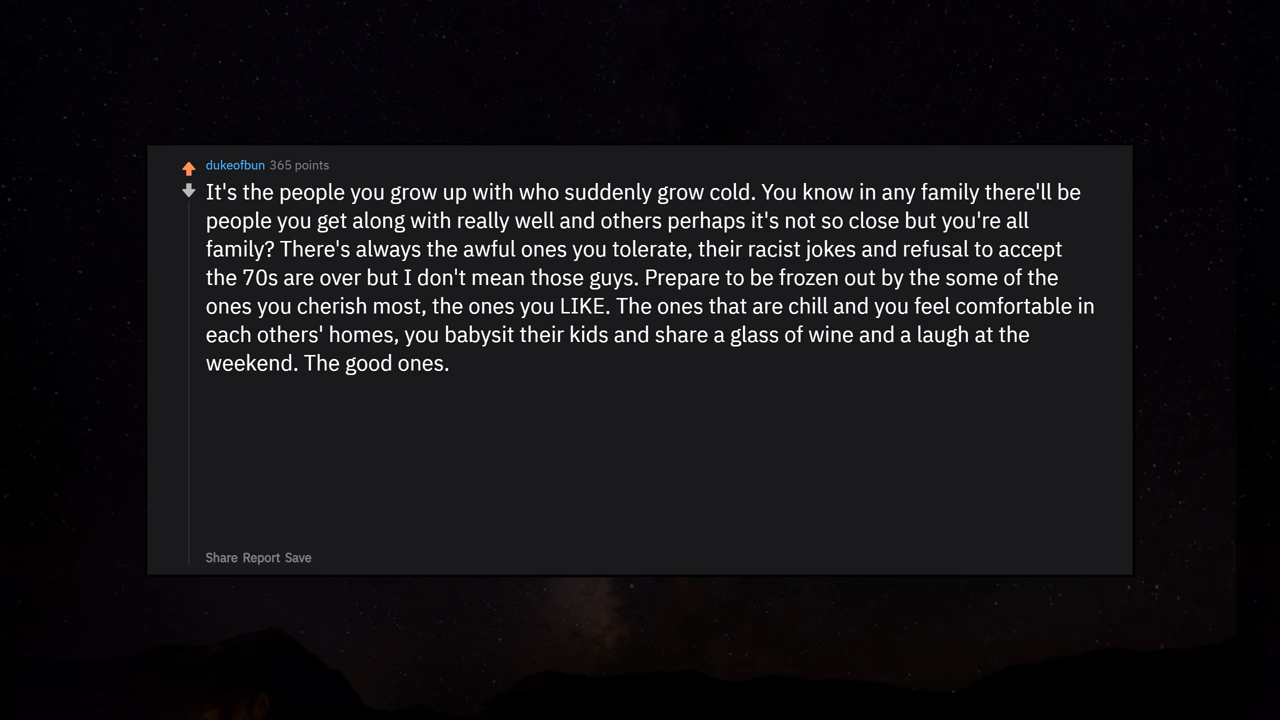 dukeofbun 365 points
It's the people you grow up with who suddenly grow cold. You know in any family there'll be
people you get along with really well and others perhaps it's not so close but you're all
family? There's always the awful ones you tolerate, their racist jokes and refusal to accept
the 70s are over but I don't mean those guys. Prepare to be frozen out by the some of the
ones you cherish most, the ones you LIKE. The ones that are chill and you feel comfortable in
each others' homes, you babysit their kids and share a glass of wine and a laugh at the
weekend. The good ones.
Share Report Save